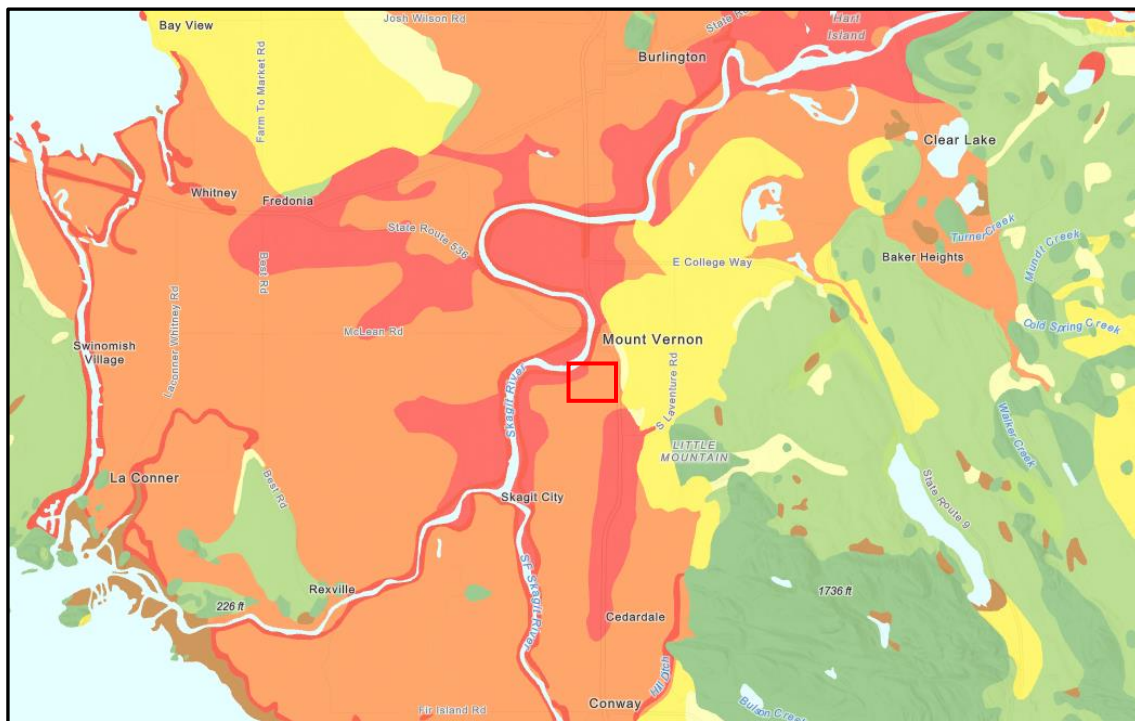 Bay View
Josh Wilson Rd
State Ro
Hart
Island
Burlington
Farm To Market Rd
Clear Lake
Whitney
Fredonia
State Route 536
Best Rd
E College Way
Turner Creek
Mundt Creek
Baker Heights
Laconner Whitney Rd
McLean Rd
Cold Spring Creek
Swinomish
Village
Mount Vernon
S Laventure Rd
Skagit River
Walker Creek
LITTLE
MOUNTAIN
La Conner
Best Rd
Skagit City
State Route 9
SF Skagit River
Rexville
226 ft
1736 ft
Cedardale
Hill Ditch
Conway
Fir Island Rd
Bulson Creek